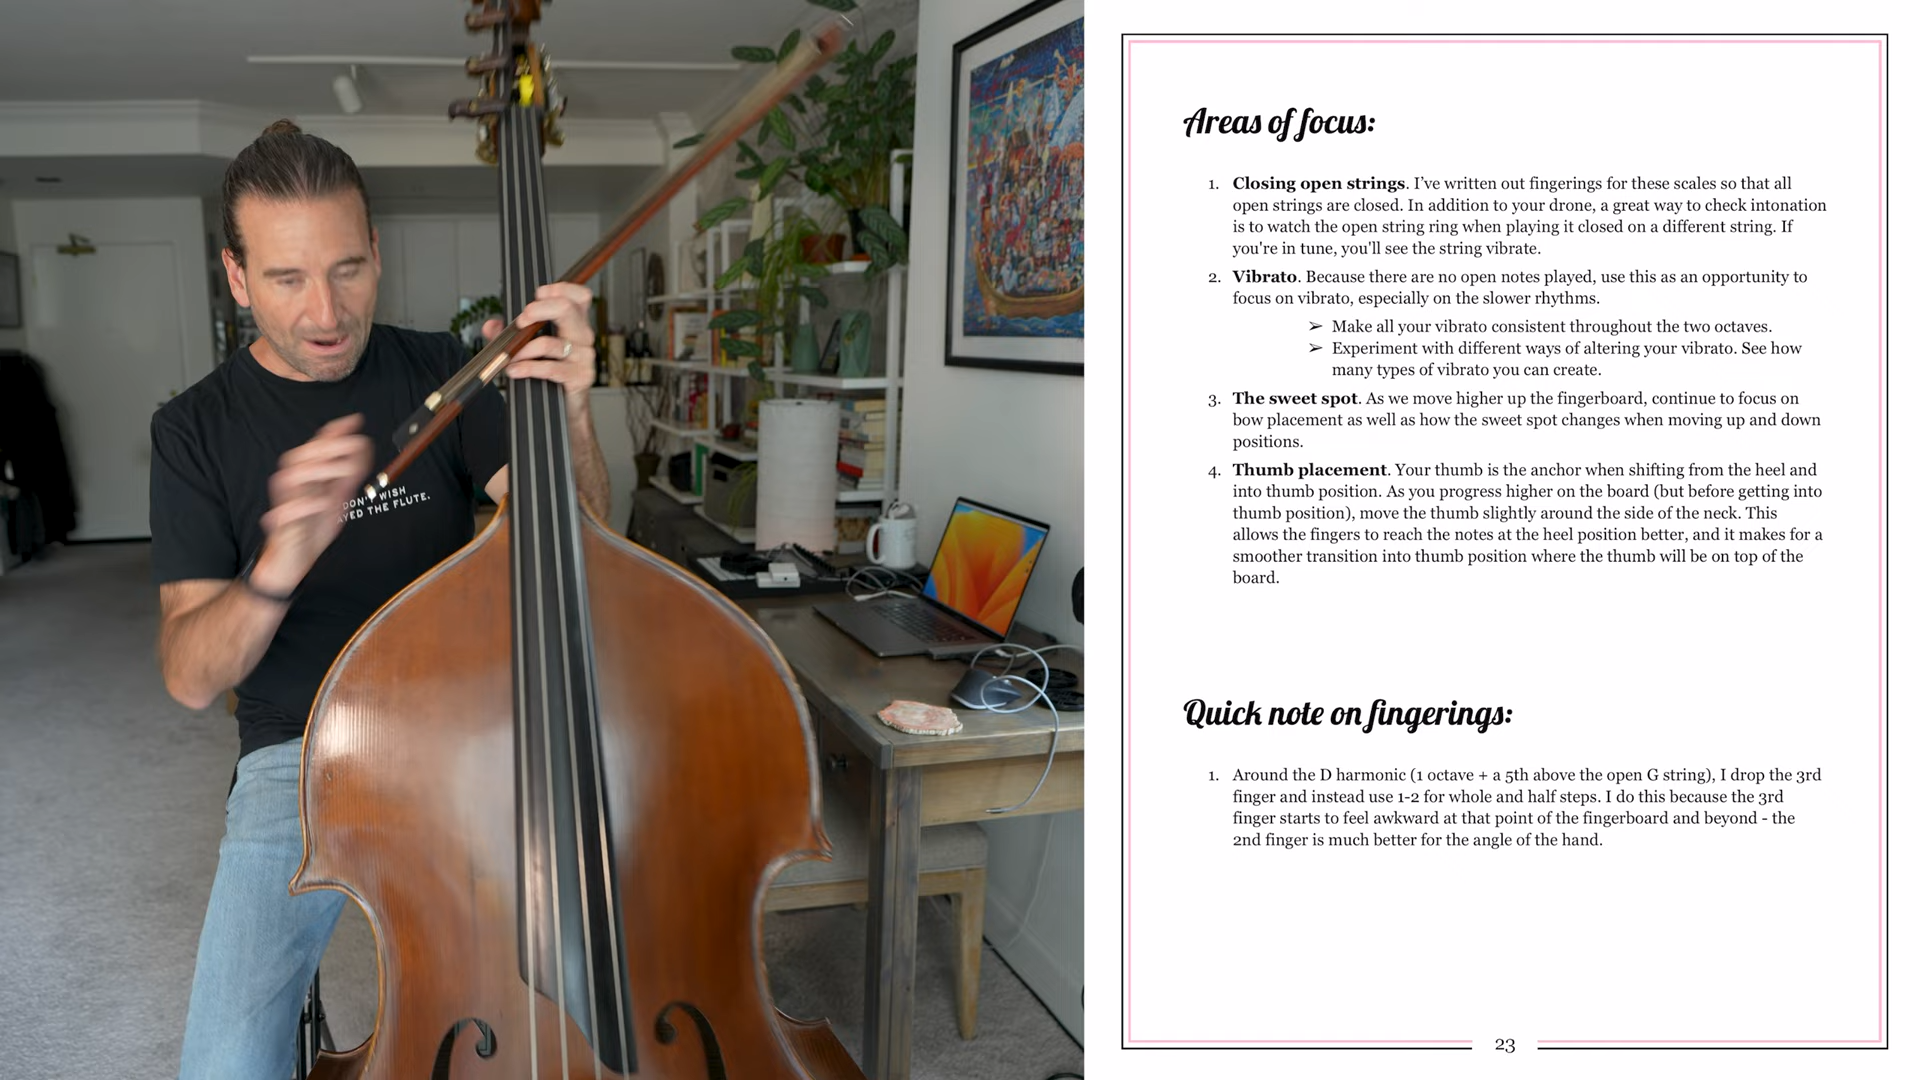 DON'T WISH
AYED THE FLUTE.
Areas of focus:
1. Closing open strings. I've written out fingerings for these scales so that all
open strings are closed. In addition to your drone, a great way to check intonation
is to watch the open string ring when playing it closed on a different string. If
you're in tune, you'll see the string vibrate.
2. Vibrato. Because there are no open notes played, use this as an opportunity to
focus on vibrato, especially on the slower rhythms.
➢ Make all your vibrato consistent throughout the two octaves.
➢ Experiment with different ways of altering your vibrato. See how
many types of vibrato you can create.
3. The sweet spot. As we move higher up the fingerboard, continue to focus on
bow placement as well as how the sweet spot changes when moving up and down
positions.
4. Thumb placement. Your thumb is the anchor when shifting from the heel and
into thumb position. As you progress higher on the board (but before getting into
thumb position), move the thumb slightly around the side of the neck. This
allows the fingers to reach the notes at the heel position better, and it makes for a
smoother transition into thumb position where the thumb will be on top of the
board.
Quick note on fingerings:
1. Around the D harmonic (1 octave + a 5th above the open G string), I drop the 3rd
finger and instead use 1-2 for whole and half steps. I do this because the 3rd
finger starts to feel awkward at that point of the fingerboard and beyond - the
2nd finger is much better for the angle of the hand.
23